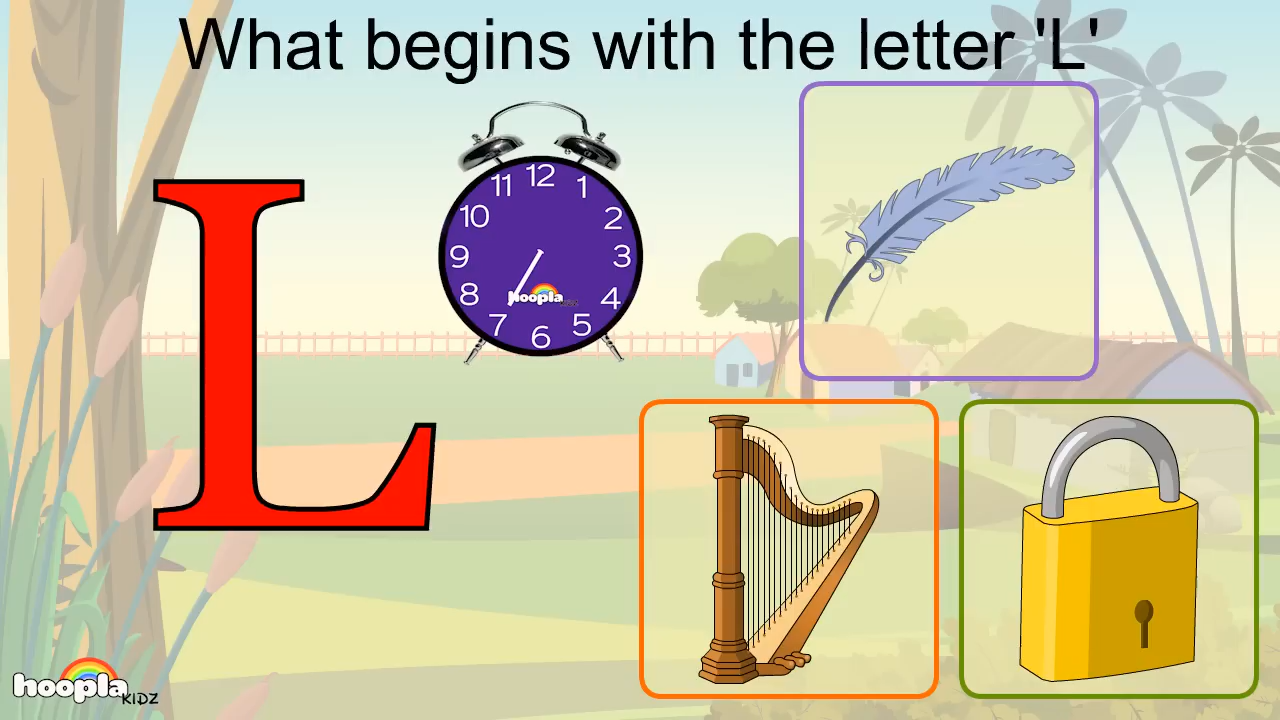 What begins with the letter 'L'
L
11 12 1
10 2
9 3
8 4
7 6 5
hoopla
hoopla KIDZ